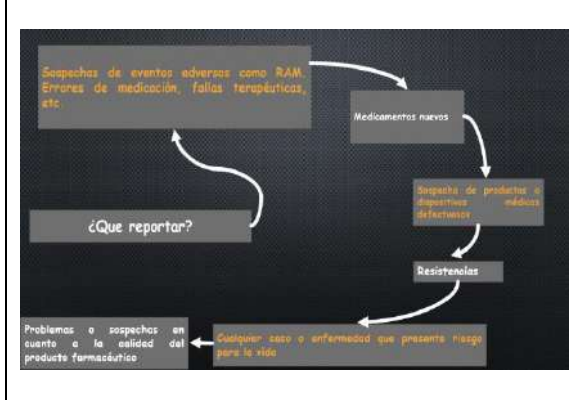 ¿Que reportar?
Sospechas de eventos adversos como RAM.
Errores de medicación, fallas terapéuticas,
etc
Medicamentos nuevos
Sospecha de productos o
dispositivos médicos
defectuosos
Resistencias
Cualquier caso o enfermedad que presente riesgo
para la vida
Problemas o sospechas en
cuanto a la calidad del
producto farmacéutico